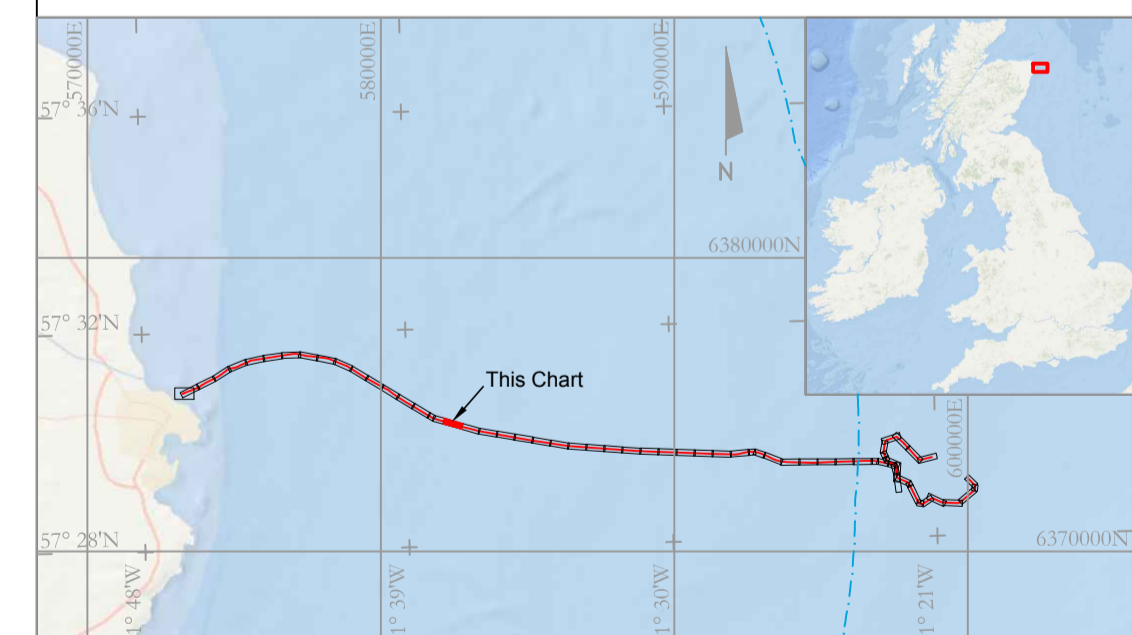 570000E
580000E
590000E
57° 36'N
N
6380000N
57° 32'N
This Chart
600000E
57° 28'N
6370000N
1° 48'W
1° 39'W
1° 30'W
1° 21'W